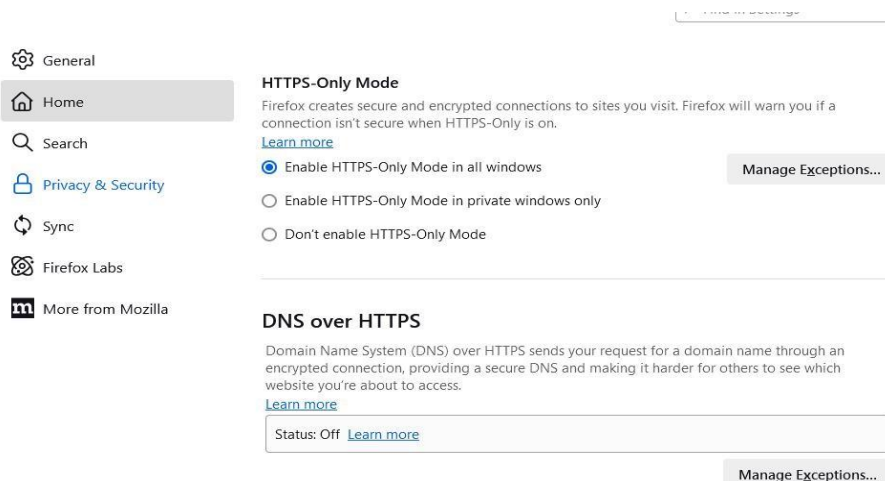 Find in Settings
General
Home
Search
Privacy & Security
Sync
Firefox Labs
More from Mozilla
HTTPS-Only Mode
Firefox creates secure and encrypted connections to sites you visit. Firefox will warn you if a
connection isn't secure when HTTPS-Only is on.
Learn more
Enable HTTPS-Only Mode in all windows
Manage Exceptions...
Enable HTTPS-Only Mode in private windows only
Don't enable HTTPS-Only Mode
DNS over HTTPS
Domain Name System (DNS) over HTTPS sends your request for a domain name through an
encrypted connection, providing a secure DNS and making it harder for others to see which
website you're about to access.
Learn more
Status: Off Learn more
Manage Exceptions...